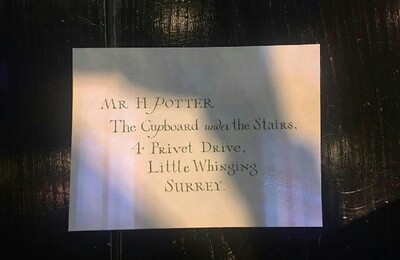 Mr H Potter
The Cupboard under the Stairs,
4 Privet Drive,
Little Whinging
Surrey.